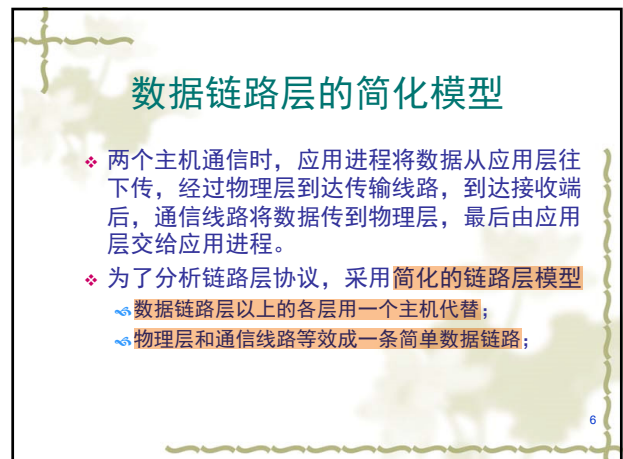 数据链路层的简化模型
两个主机通信时，应用进程将数据从应用层往
下传，经过物理层到达传输线路，到达接收端
后，通信线路将数据传到物理层，最后由应用
层交给应用进程。
为了分析链路层协议，采用简化的链路层模型
数据链路层以上的各层用一个主机代替；
物理层和通信线路等效成一条简单数据链路；
6